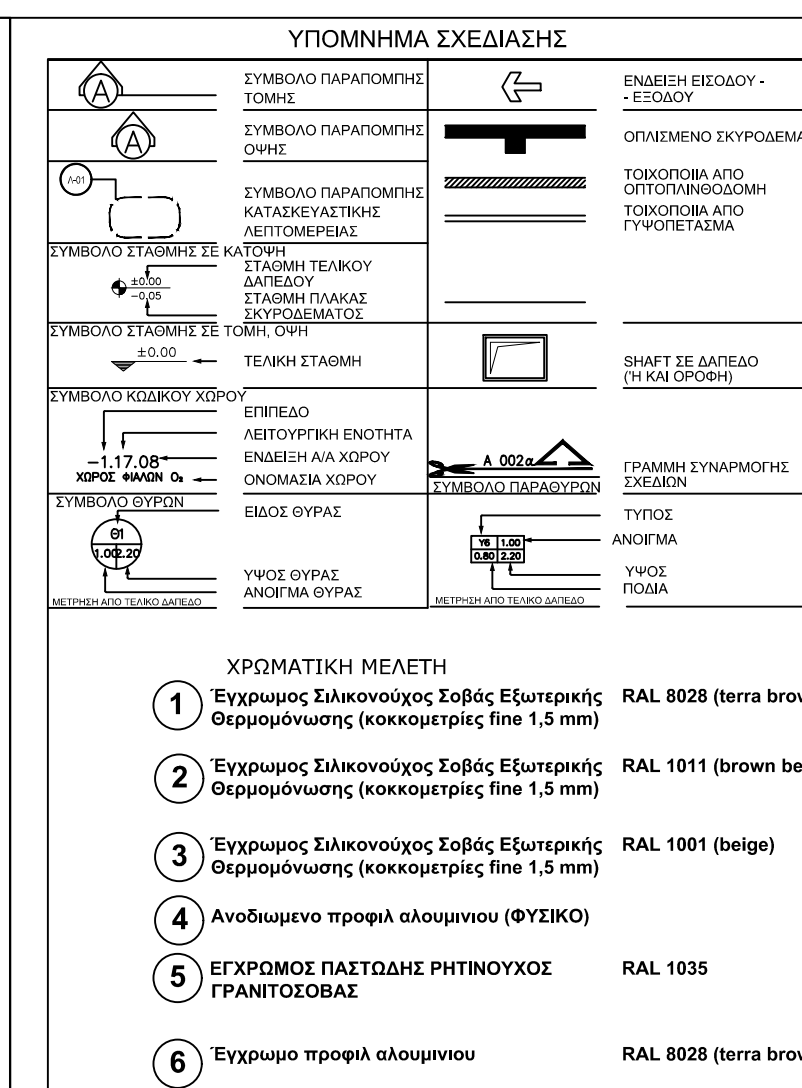 ΥΠΟΜΝΗΜΑ ΣΧΕΔΙΑΣΗΣ
A
ΣΥΜΒΟΛΟ ΠΑΡΑΠΟΜΠΗΣ
ΤΟΜΗΣ
A
ΣΥΜΒΟΛΟ ΠΑΡΑΠΟΜΠΗΣ
ΟΨΗΣ
Λ-01
ΣΥΜΒΟΛΟ ΠΑΡΑΠΟΜΠΗΣ
ΚΑΤΑΣΚΕΥΑΣΤΙΚΗΣ
ΛΕΠΤΟΜΕΡΕΙΑΣ
ΣΥΜΒΟΛΟ ΣΤΑΘΜΗΣ ΣΕ ΚΑΤΟΨΗ
±0.00
-0.05
ΣΤΑΘΜΗ ΤΕΛΙΚΟΥ
ΔΑΠΕΔΟΥ
ΣΤΑΘΜΗ ΠΛΑΚΑΣ
ΣΚΥΡΟΔΕΜΑΤΟΣ
ΣΥΜΒΟΛΟ ΣΤΑΘΜΗΣ ΣΕ ΤΟΜΗ, ΟΨΗ
±0.00
ΤΕΛΙΚΗ ΣΤΑΘΜΗ
ΣΥΜΒΟΛΟ ΚΩΔΙΚΟΥ ΧΩΡΟΥ
ΕΠΙΠΕΔΟ
ΛΕΙΤΟΥΡΓΙΚΗ ΕΝΟΤΗΤΑ
-1.17.08
ΕΝΔΕΙΞΗ Α/Α ΧΩΡΟΥ
ΧΩΡΟΣ ΦΙΑΛΩΝ O₂
ΟΝΟΜΑΣΙΑ ΧΩΡΟΥ
ΣΥΜΒΟΛΟ ΘΥΡΩΝ
ΕΙΔΟΣ ΘΥΡΑΣ
Θ1
1.00 2.20
ΥΨΟΣ ΘΥΡΑΣ
ΑΝΟΙΓΜΑ ΘΥΡΑΣ
ΜΕΤΡΗΣΗ ΑΠΟ ΤΕΛΙΚΟ ΔΑΠΕΔΟ
ΕΝΔΕΙΞΗ ΕΙΣΟΔΟΥ -
- ΕΞΟΔΟΥ
ΟΠΛΙΣΜΕΝΟ ΣΚΥΡΟΔΕΜΑ
ΤΟΙΧΟΠΟΙΙΑ ΑΠΟ
ΟΠΤΟΠΛΙΝΘΟΔΟΜΗ
ΤΟΙΧΟΠΟΙΙΑ ΑΠΟ
ΓΥΨΟΠΕΤΑΣΜΑ
SHAFT ΣΕ ΔΑΠΕΔΟ
('Η ΚΑΙ ΟΡΟΦΗ)
A 002α
ΓΡΑΜΜΗ ΣΥΝΑΡΜΟΓΗΣ
ΣΧΕΔΙΩΝ
ΣΥΜΒΟΛΟ ΠΑΡΑΘΥΡΩΝ
ΤΥΠΟΣ
ΑΝΟΙΓΜΑ
Υ6 1.00
0.80 2.20
ΥΨΟΣ
ΠΟΔΙΑ
ΜΕΤΡΗΣΗ ΑΠΟ ΤΕΛΙΚΟ ΔΑΠΕΔΟ
ΧΡΩΜΑΤΙΚΗ ΜΕΛΕΤΗ
1 Έγχρωμος Σιλικονούχος Σοβάς Εξωτερικής RAL 8028 (terra brow
Θερμομόνωσης (κοκκομετρίες fine 1,5 mm)
2 Έγχρωμος Σιλικονούχος Σοβάς Εξωτερικής RAL 1011 (brown be
Θερμομόνωσης (κοκκομετρίες fine 1,5 mm)
3 Έγχρωμος Σιλικονούχος Σοβάς Εξωτερικής RAL 1001 (beige)
Θερμομόνωσης (κοκκομετρίες fine 1,5 mm)
4 Ανοδιωμενο προφιλ αλουμινιου (ΦΥΣΙΚΟ)
5 ΕΓΧΡΩΜΟΣ ΠΑΣΤΩΔΗΣ ΡΗΤΙΝΟΥΧΟΣ RAL 1035
ΓΡΑΝΙΤΟΣΟΒΑΣ
6 Έγχρωμο προφιλ αλουμινιου RAL 8028 (terra brow